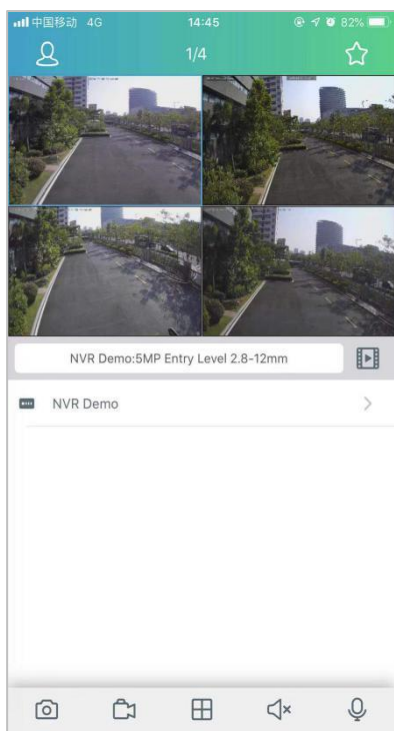 中国移动 4G 14:45 82%
1/4
NVR Demo:5MP Entry Level 2.8-12mm
NVR Demo